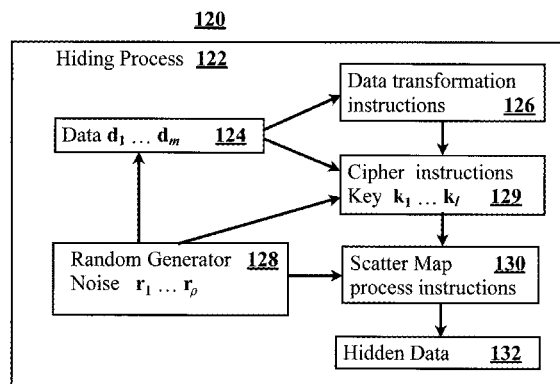 120
Hiding Process 122
Data transformation
instructions 126
Data d₁ … dₘ 124
Cipher instructions
Key k₁ … kₗ 129
Random Generator 128
Noise r₁ … rᵨ
Scatter Map 130
process instructions
Hidden Data 132